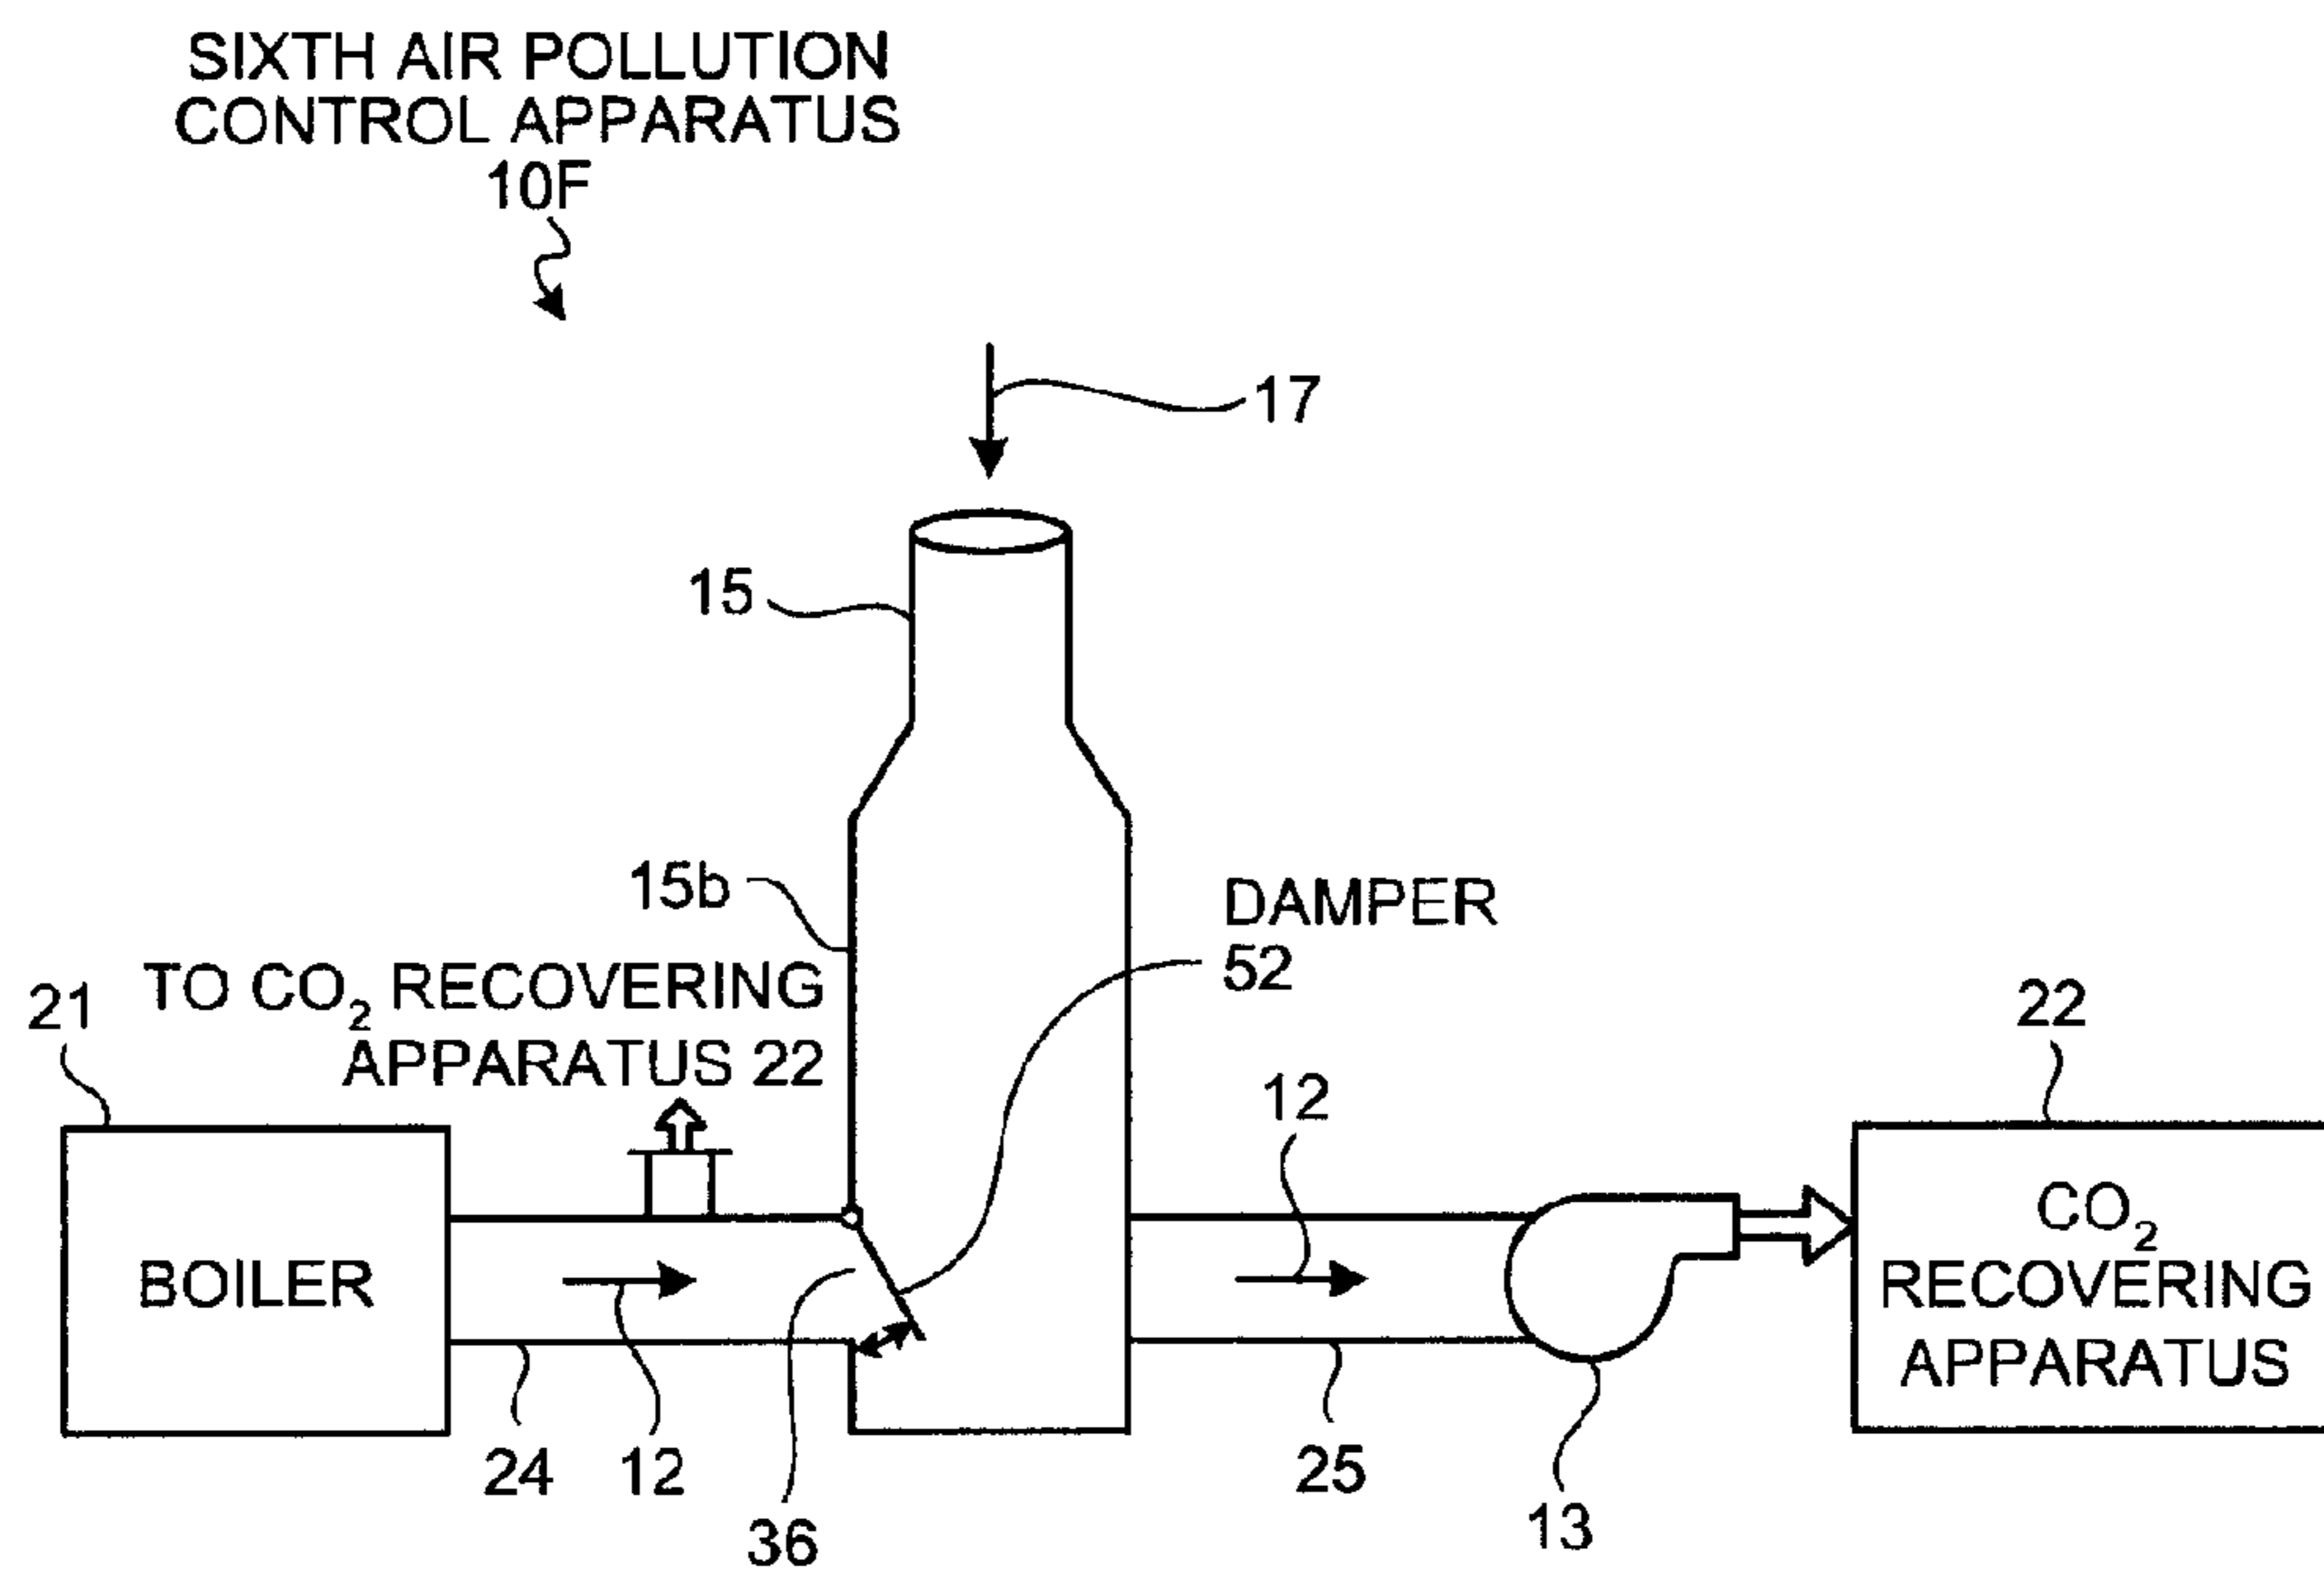 SIXTH AIR POLLUTION
CONTROL APPARATUS
10F
17
15
15b
DAMPER
52
TO CO₂ RECOVERING
APPARATUS 22
21
22
12
BOILER
CO₂
RECOVERING
APPARATUS
24
12
36
25
13